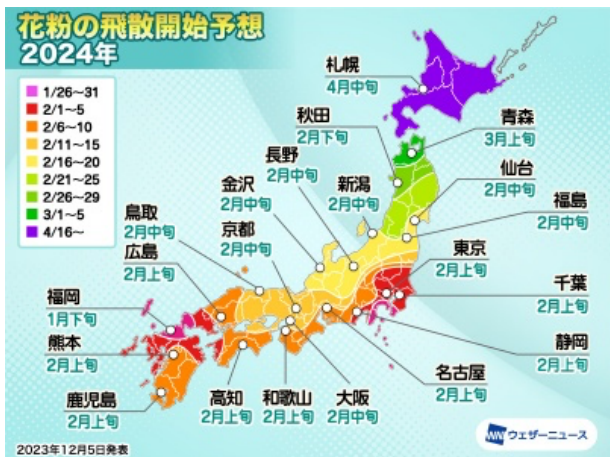 花粉の飛散開始予想
2024年
1/26~31
2/1~5
2/6~10
2/11~15
2/16~20
2/21~25
2/26~29
3/1~5
4/16~
札幌
4月中旬
秋田
2月下旬
青森
3月上旬
長野
2月中旬
仙台
2月中旬
金沢
2月中旬
新潟
2月中旬
福島
2月中旬
鳥取
2月中旬
京都
2月中旬
東京
2月上旬
広島
2月上旬
千葉
2月上旬
福岡
1月下旬
静岡
2月上旬
熊本
2月上旬
名古屋
2月上旬
鹿児島
2月上旬
高知
2月上旬
和歌山
2月上旬
大阪
2月中旬
2023年12月5日発表
WN ウェザーニュース